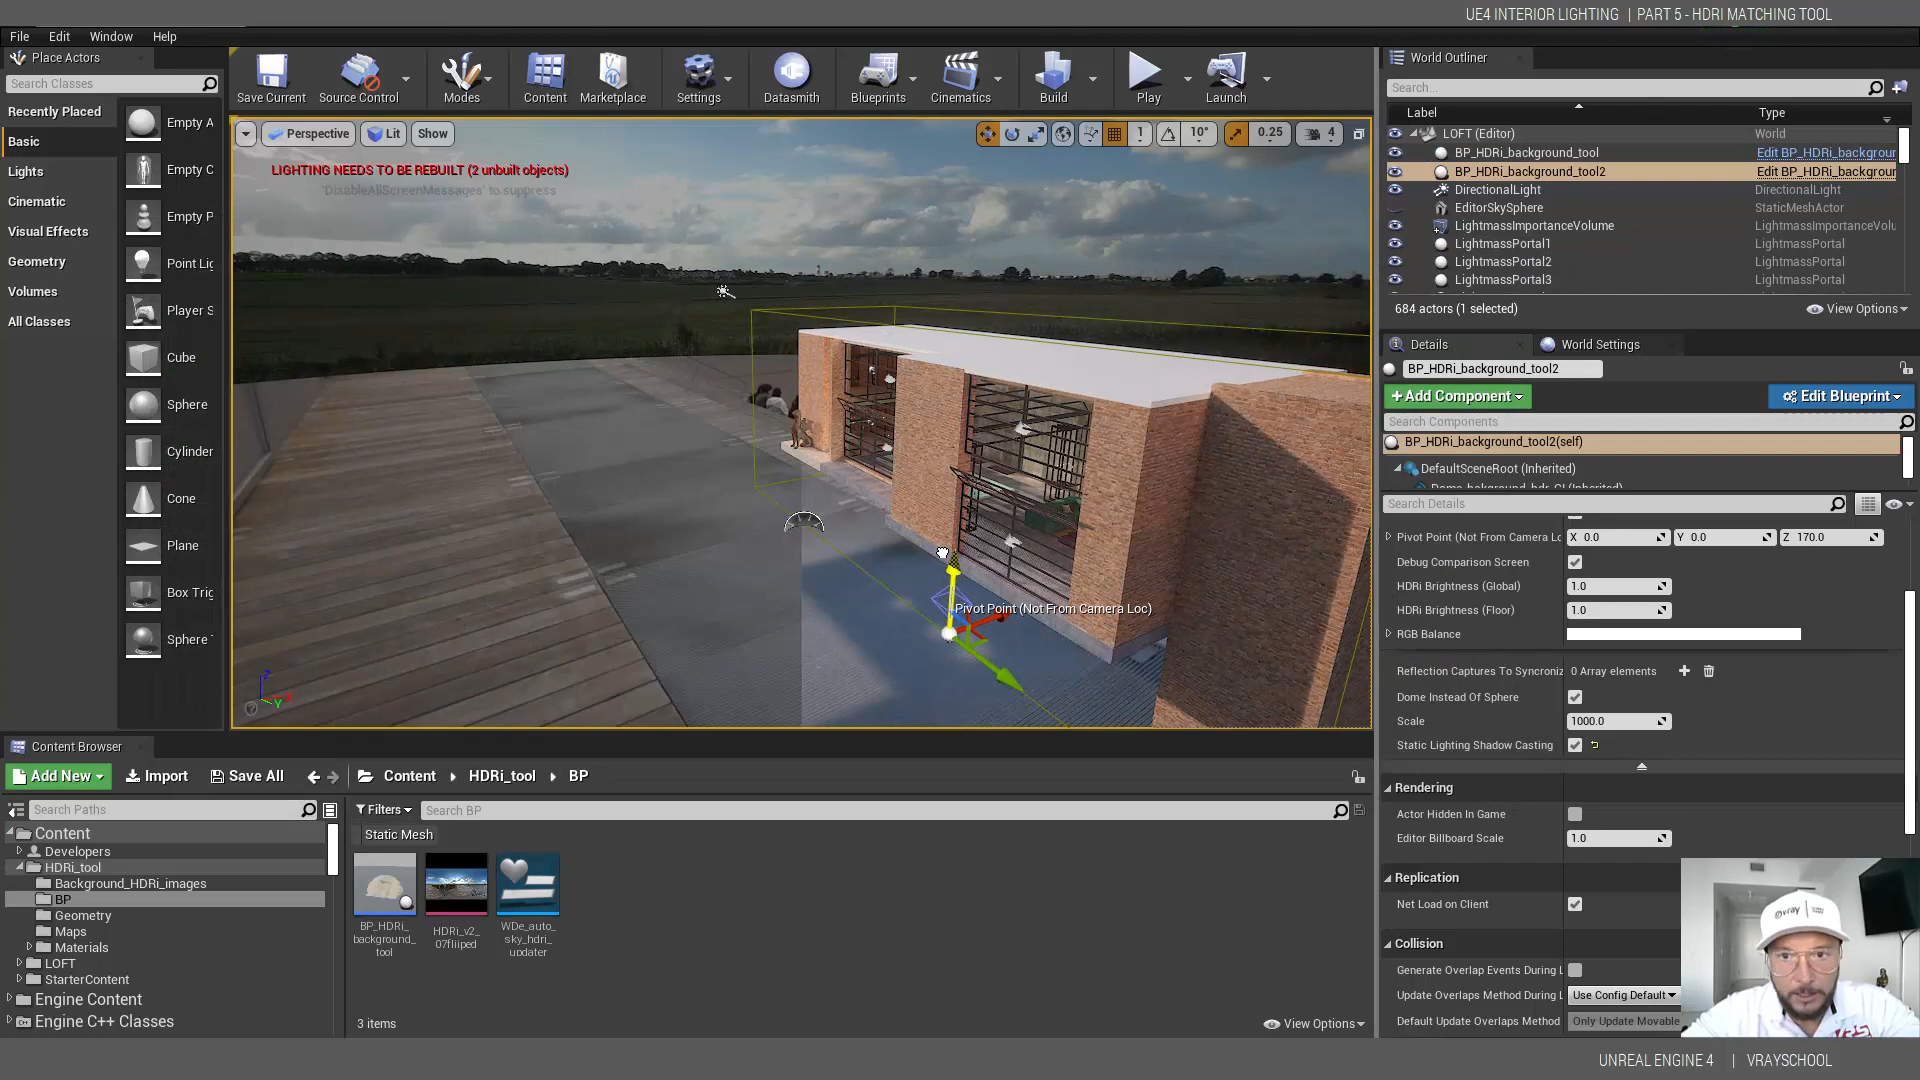 UE4 INTERIOR LIGHTING | PART 5 - HDRI MATCHING TOOL
File Edit Window Help
Place Actors
Search Classes
Recently Placed
Basic
Lights
Cinematic
Visual Effects
Geometry
Volumes
All Classes
Empty A
Empty C
Empty P
Point Lig
Player S
Cube
Sphere
Cylinder
Cone
Plane
Box Trig
Sphere T
Save Current
Source Control
Modes
Content
Marketplace
Settings
Datasmith
Blueprints
Cinematics
Build
Play
Launch
Perspective Lit Show
1 10° 0.25 4
LIGHTING NEEDS TO BE REBUILT (2 unbuilt objects)
'DisableAllScreenMessages' to suppress
Pivot Point (Not From Camera Loc)
Z
Y
World Outliner
Search...
Label Type
LOFT (Editor) World
BP_HDRi_background_tool Edit BP_HDRi_backgrour
BP_HDRi_background_tool2 Edit BP_HDRi_backgrour
DirectionalLight DirectionalLight
EditorSkySphere StaticMeshActor
LightmassImportanceVolume LightmassImportanceVolu
LightmassPortal1 LightmassPortal
LightmassPortal2 LightmassPortal
LightmassPortal3 LightmassPortal
684 actors (1 selected) View Options
Details World Settings
BP_HDRi_background_tool2
+Add Component Edit Blueprint
Search Components
BP_HDRi_background_tool2(self)
DefaultSceneRoot (Inherited)
Dome_background_hdr_GI (Inherited)
Search Details
Pivot Point (Not From Camera Lo X 0.0 Y 0.0 Z 170.0
Debug Comparison Screen
HDRi Brightness (Global) 1.0
HDRi Brightness (Floor) 1.0
RGB Balance
Reflection Captures To Syncroniz 0 Array elements
Dome Instead Of Sphere
Scale 1000.0
Static Lighting Shadow Casting
Rendering
Actor Hidden In Game
Editor Billboard Scale 1.0
Replication
Net Load on Client
Collision
Generate Overlap Events During L
Update Overlaps Method During L Use Config Default
Default Update Overlaps Method Only Update Movable
Content Browser
Add New Import Save All Content HDRi_tool BP
Search Paths
Filters Search BP
Static Mesh
Content
Developers
HDRi_tool
Background_HDRi_images
BP
Geometry
Maps
Materials
LOFT
StarterContent
Engine Content
Engine C++ Classes
BP_HDRi_
background_
tool
HDRi_v2_
07fliiped
WDe_auto_
sky_hdri_
updater
3 items View Options
vray
UNREAL ENGINE 4 | VRAYSCHOOL